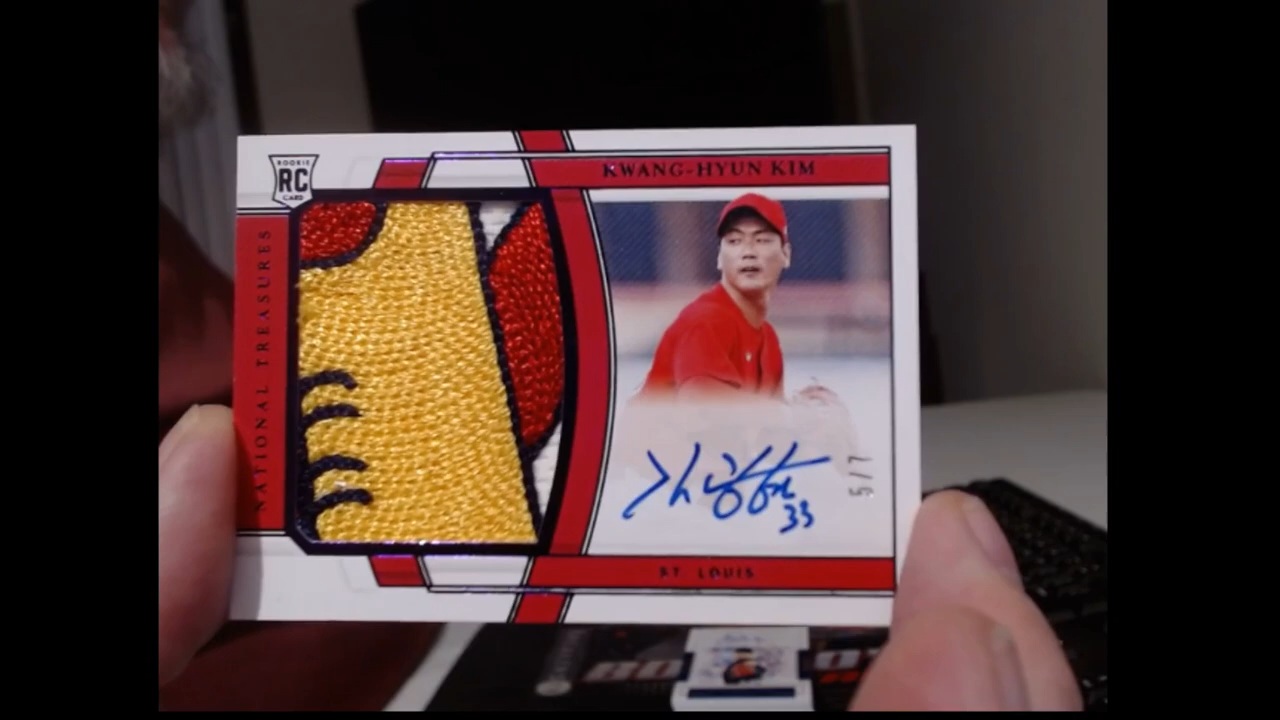 ROOKIE
RC
CARD
KWANG-HYUN KIM
NATIONAL TREASURES
33
5/7
ST. LOUIS